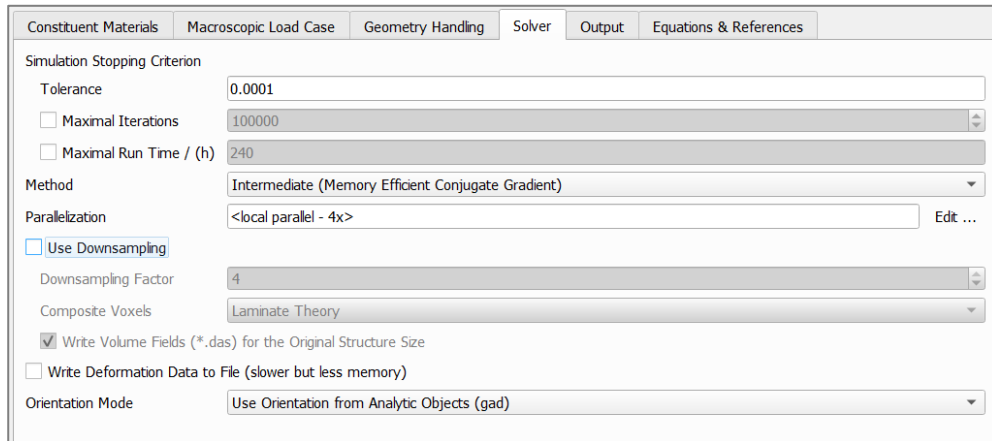 Constituent Materials Macroscopic Load Case Geometry Handling Solver Output Equations & References
Simulation Stopping Criterion
Tolerance 0.0001
Maximal Iterations 100000
Maximal Run Time / (h) 240
Method Intermediate (Memory Efficient Conjugate Gradient)
Parallelization <local parallel - 4x> Edit ...
Use Downsampling
Downsampling Factor 4
Composite Voxels Laminate Theory
Write Volume Fields (*.das) for the Original Structure Size
Write Deformation Data to File (slower but less memory)
Orientation Mode Use Orientation from Analytic Objects (gad)